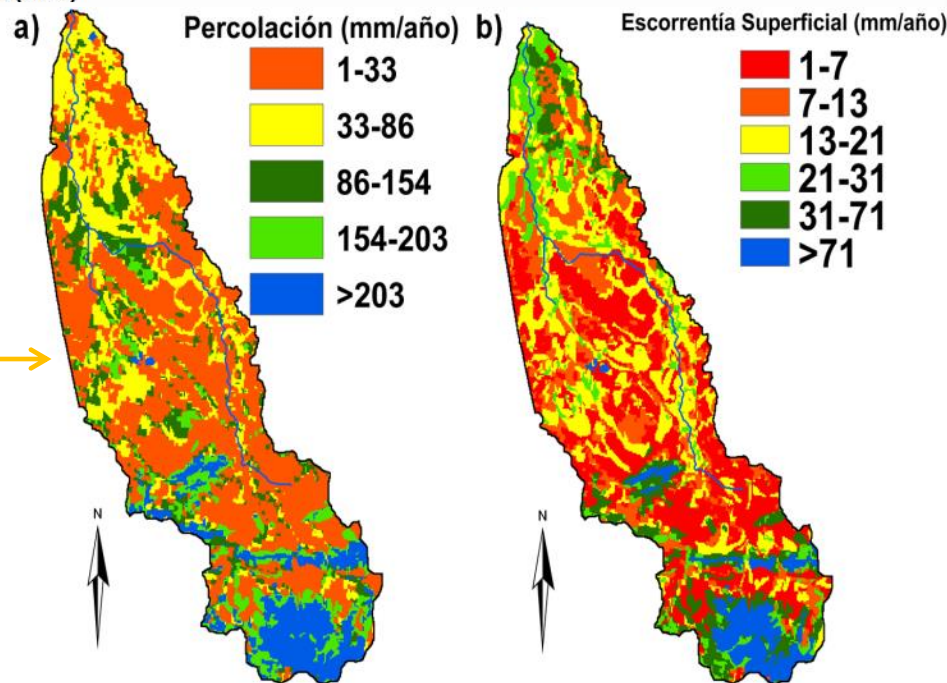 a)
Percolación (mm/año)
1-33
33-86
86-154
154-203
>203
N
b)
Escorrentía Superficial (mm/año)
1-7
7-13
13-21
21-31
31-71
>71
N